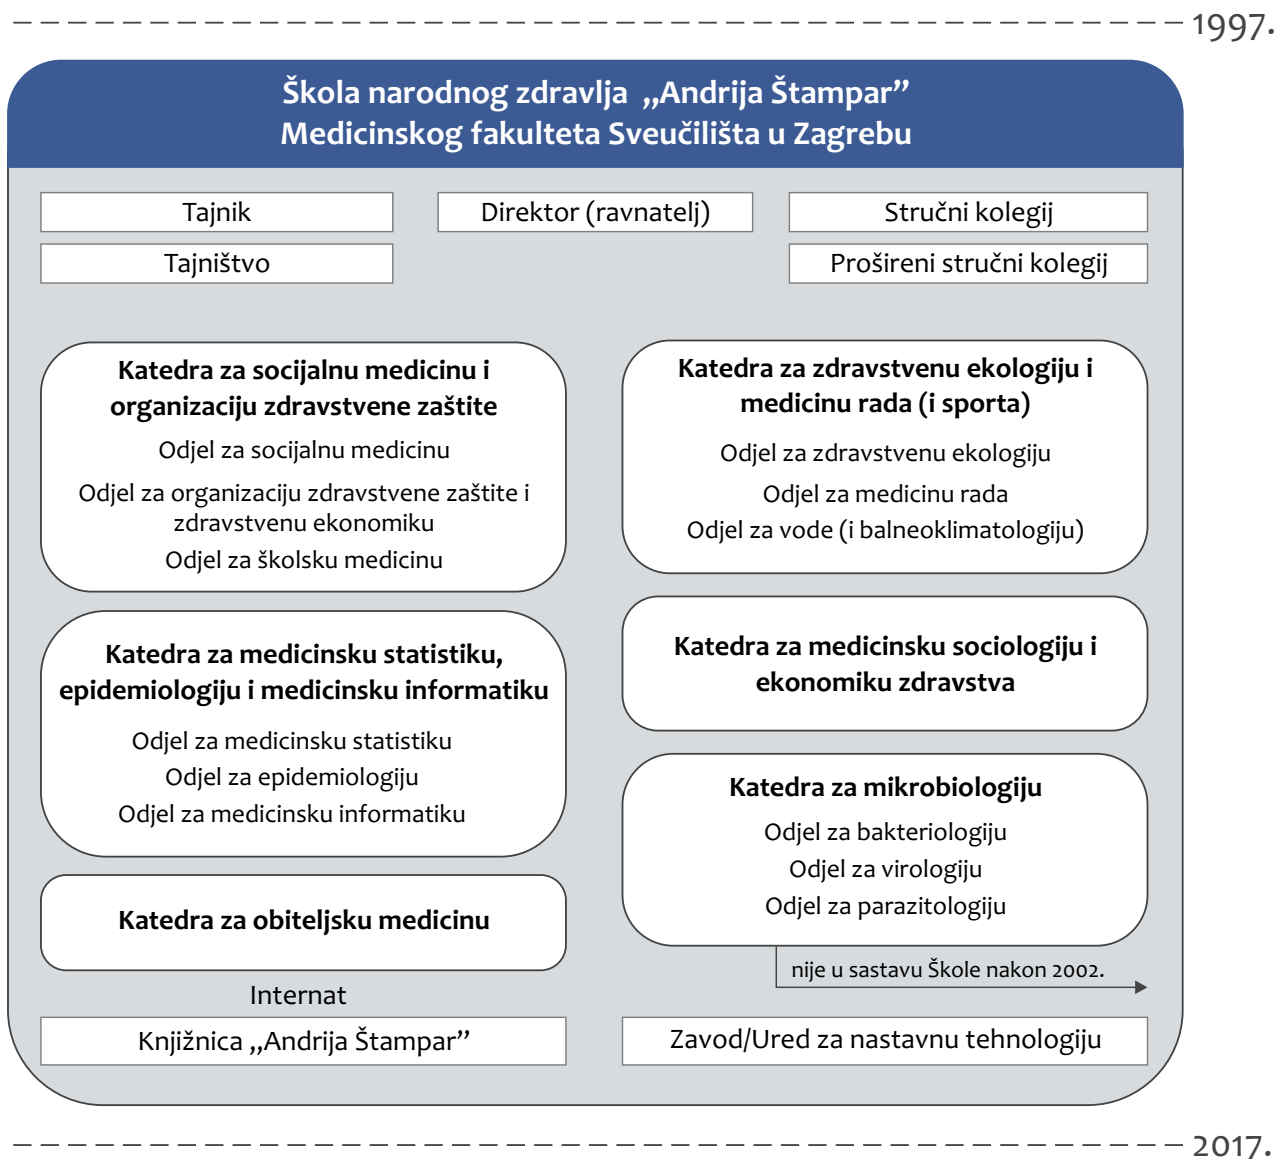 1997.
Škola narodnog zdravlja „Andrija Štampar”
Medicinskog fakulteta Sveučilišta u Zagrebu
Tajnik
Direktor (ravnatelj)
Stručni kolegij
Tajništvo
Prošireni stručni kolegij
Katedra za socijalnu medicinu i
organizaciju zdravstvene zaštite
Odjel za socijalnu medicinu
Odjel za organizaciju zdravstvene zaštite i
zdravstvenu ekonomiku
Odjel za školsku medicinu
Katedra za zdravstvenu ekologiju i
medicinu rada (i sporta)
Odjel za zdravstvenu ekologiju
Odjel za medicinu rada
Odjel za vode (i balneoklimatologiju)
Katedra za medicinsku statistiku,
epidemiologiju i medicinsku informatiku
Odjel za medicinsku statistiku
Odjel za epidemiologiju
Odjel za medicinsku informatiku
Katedra za medicinsku sociologiju i
ekonomiku zdravstva
Katedra za mikrobiologiju
Odjel za bakteriologiju
Odjel za virologiju
Odjel za parazitologiju
nije u sastavu Škole nakon 2002.
Katedra za obiteljsku medicinu
Internat
Knjižnica „Andrija Štampar”
Zavod/Ured za nastavnu tehnologiju
2017.